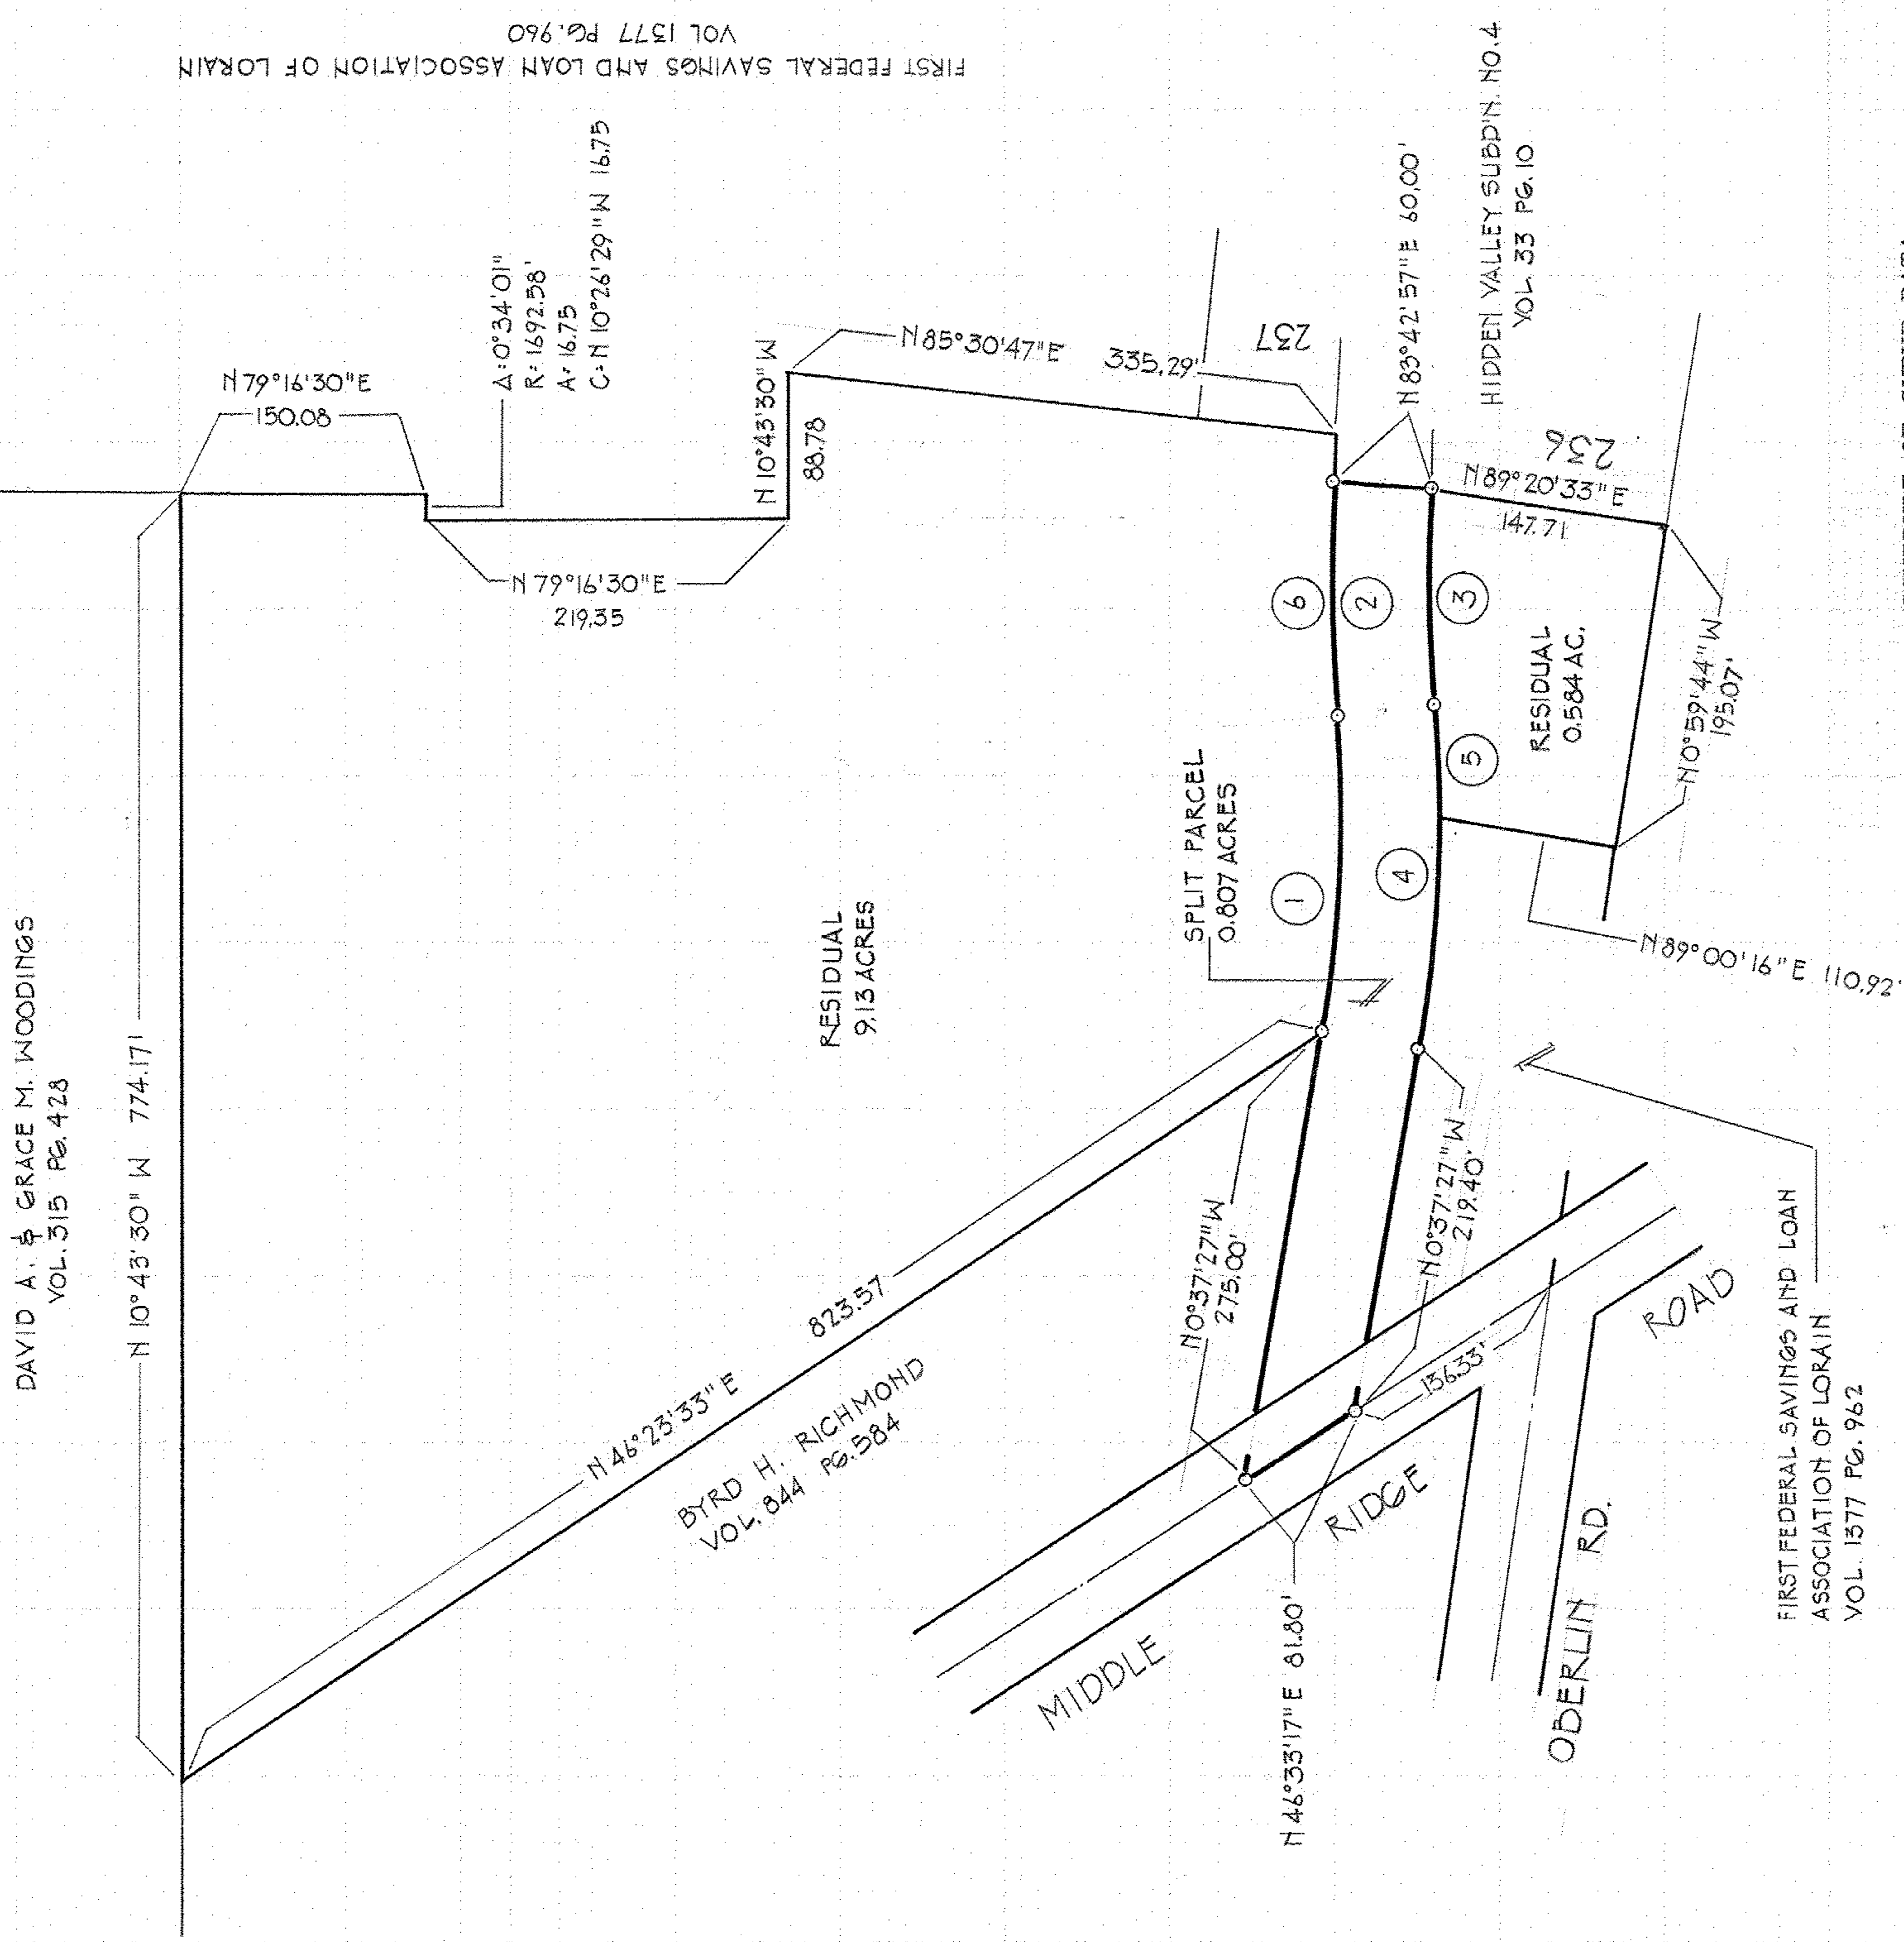 FIRST FEDERAL SAVINGS AND LOAN ASSOCIATION OF LORAIN
VOL 1377 PG. 960
DAVID A. & GRACE M. WOODINGS
VOL. 315 PG. 428
N 10°43'30" W 774.17'
N 79°16'30" E
150.08
Δ: 0°34'01"
R: 1692.58'
A: 16.75
C: N 10°26'29" W 16.75
N 79°16'30" E
219.35
N 10°43'30" W
88.78
N 85°30'47" E 335.29'
237
N 83°42'57" E 60.00'
HIDDEN VALLEY SUBD'N. NO. 4
VOL. 33 PG. 10
236
N 89°20'33" E
147.71
6
2
3
RESIDUAL
0.584 AC.
N 0°59'44" W
195.07'
5
SPLIT PARCEL
0.807 ACRES
1
4
N 89°00'16" E 110.92'
RESIDUAL
9.13 ACRES
N 46°23'33" E 823.57
BYRD H. RICHMOND
VOL. 844 PG. 584
N 0°37'27" W
275.00'
N 0°37'27" W
219.40'
136.33'
N 46°33'17" E 81.80'
MIDDLE RIDGE ROAD
OBERLIN RD.
FIRST FEDERAL SAVINGS AND LOAN
ASSOCIATION OF LORAIN
VOL. 1377 PG. 962